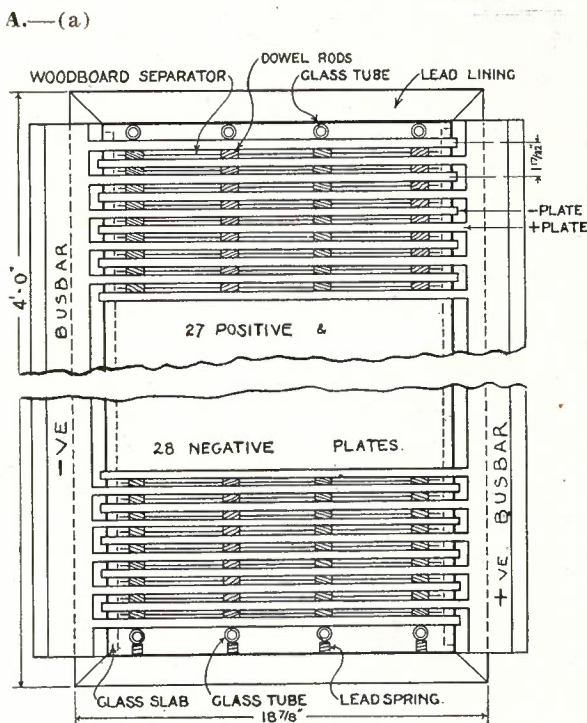 A.—(a)
DOWEL RODS
WOODBOARD SEPARATOR
GLASS TUBE
LEAD LINING
1 17/32"
-PLATE
+PLATE
4'-0"
BUSBAR
27 POSITIVE &
28 NEGATIVE PLATES.
-VE
+VE. BUSBAR
GLASS SLAB
GLASS TUBE
LEAD SPRING.
18 7/8"